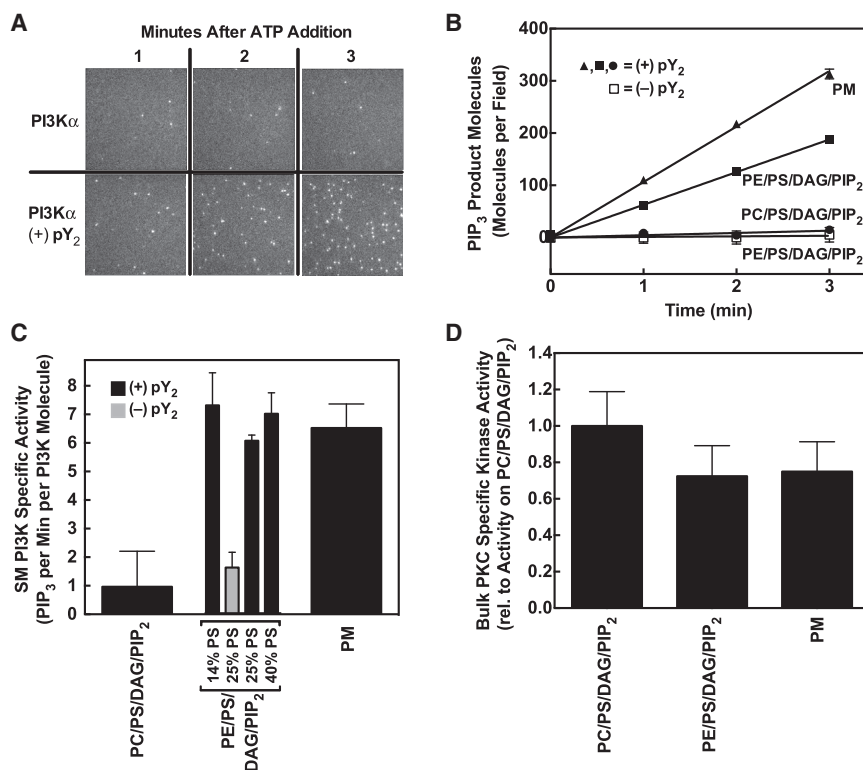 A
Minutes After ATP Addition
1 2 3
PI3Kα
PI3Kα
(+) pY2
B
PIP3 Product Molecules
(Molecules per Field)
400
300
200
100
0
▲,■,● = (+) pY2
□ = (–) pY2
PM
PE/PS/DAG/PIP2
PC/PS/DAG/PIP2
PE/PS/DAG/PIP2
0 1 2 3
Time (min)
C
SM PI3K Specific Activity
(PIP3 per Min per PI3K Molecule)
8
7
6
5
4
3
2
1
0
(+) pY2
(–) pY2
PC/PS/DAG/PIP2
14% PS
25% PS
25% PS
40% PS
PE/PS/
DAG/PIP2
PM
D
Bulk PKC Specific Kinase Activity
(rel. to Activity on PC/PS/DAG/PIP2)
1.4
1.2
1.0
0.8
0.6
0.4
0.2
0.0
PC/PS/DAG/PIP2
PE/PS/DAG/PIP2
PM